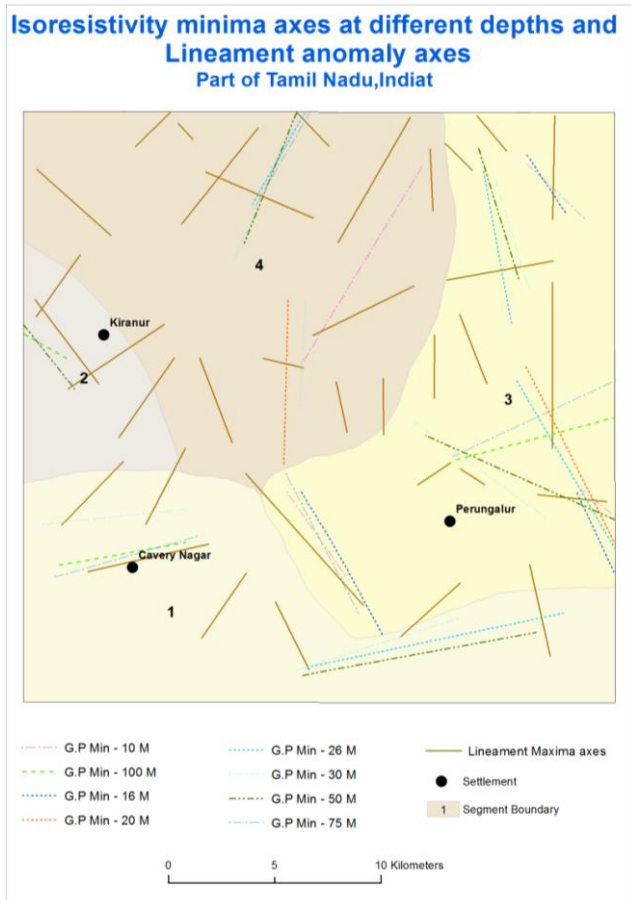 Isoresistivity minima axes at different depths and
Lineament anomaly axes
Part of Tamil Nadu,Indiat
4
Kiranur
2
3
Perungalur
Cavery Nagar
1
G.P Min - 10 M
G.P Min - 100 M
G.P Min - 16 M
G.P Min - 20 M
G.P Min - 26 M
G.P Min - 30 M
G.P Min - 50 M
G.P Min - 75 M
Lineament Maxima axes
Settlement
1 Segment Boundary
0 5 10 Kilometers